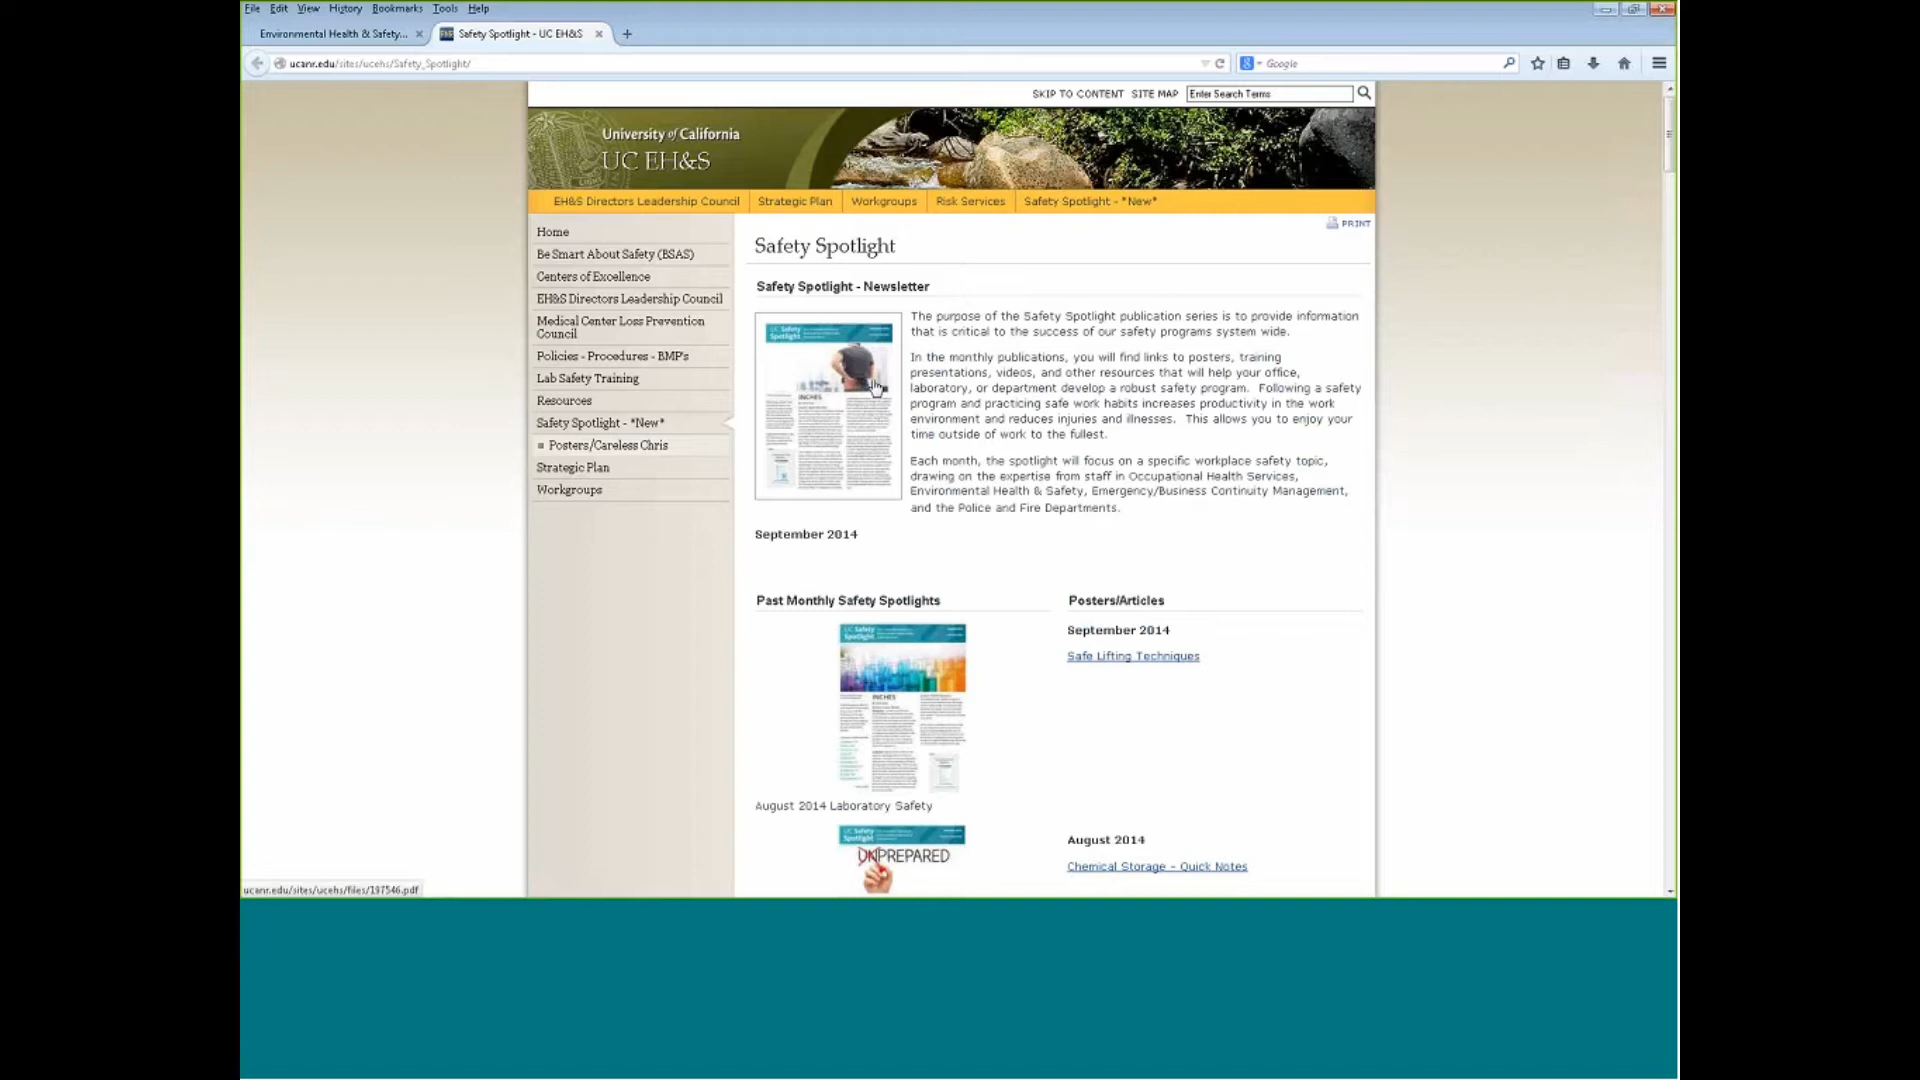 File Edit View History Bookmarks Tools Help
Environmental Health & Safety...
Safety Spotlight - UC EH&S
ucanr.edu/sites/ucehs/Safety_Spotlight/
Google
SKIP TO CONTENT SITE MAP Enter Search Terms
University of California
UC EH&S
EH&S Directors Leadership Council Strategic Plan Workgroups Risk Services Safety Spotlight - *New*
PRINT
Home
Be Smart About Safety (BSAS)
Centers of Excellence
EH&S Directors Leadership Council
Medical Center Loss Prevention
Council
Policies - Procedures - BMP's
Lab Safety Training
Resources
Safety Spotlight - *New*
Posters/Careless Chris
Strategic Plan
Workgroups
Safety Spotlight
Safety Spotlight - Newsletter
UC Safety
Spotlight
INCHES
The purpose of the Safety Spotlight publication series is to provide information
that is critical to the success of our safety programs system wide.
In the monthly publications, you will find links to posters, training
presentations, videos, and other resources that will help your office,
laboratory, or department develop a robust safety program. Following a safety
program and practicing safe work habits increases productivity in the work
environment and reduces injuries and illnesses. This allows you to enjoy your
time outside of work to the fullest.
Each month, the spotlight will focus on a specific workplace safety topic,
drawing on the expertise from staff in Occupational Health Services,
Environmental Health & Safety, Emergency/Business Continuity Management,
and the Police and Fire Departments.
September 2014
Past Monthly Safety Spotlights
UC Safety
Spotlight
INCHES
August 2014 Laboratory Safety
UC Safety
Spotlight
UNPREPARED
Posters/Articles
September 2014
Safe Lifting Techniques
August 2014
Chemical Storage - Quick Notes
ucanr.edu/sites/ucehs/files/197546.pdf